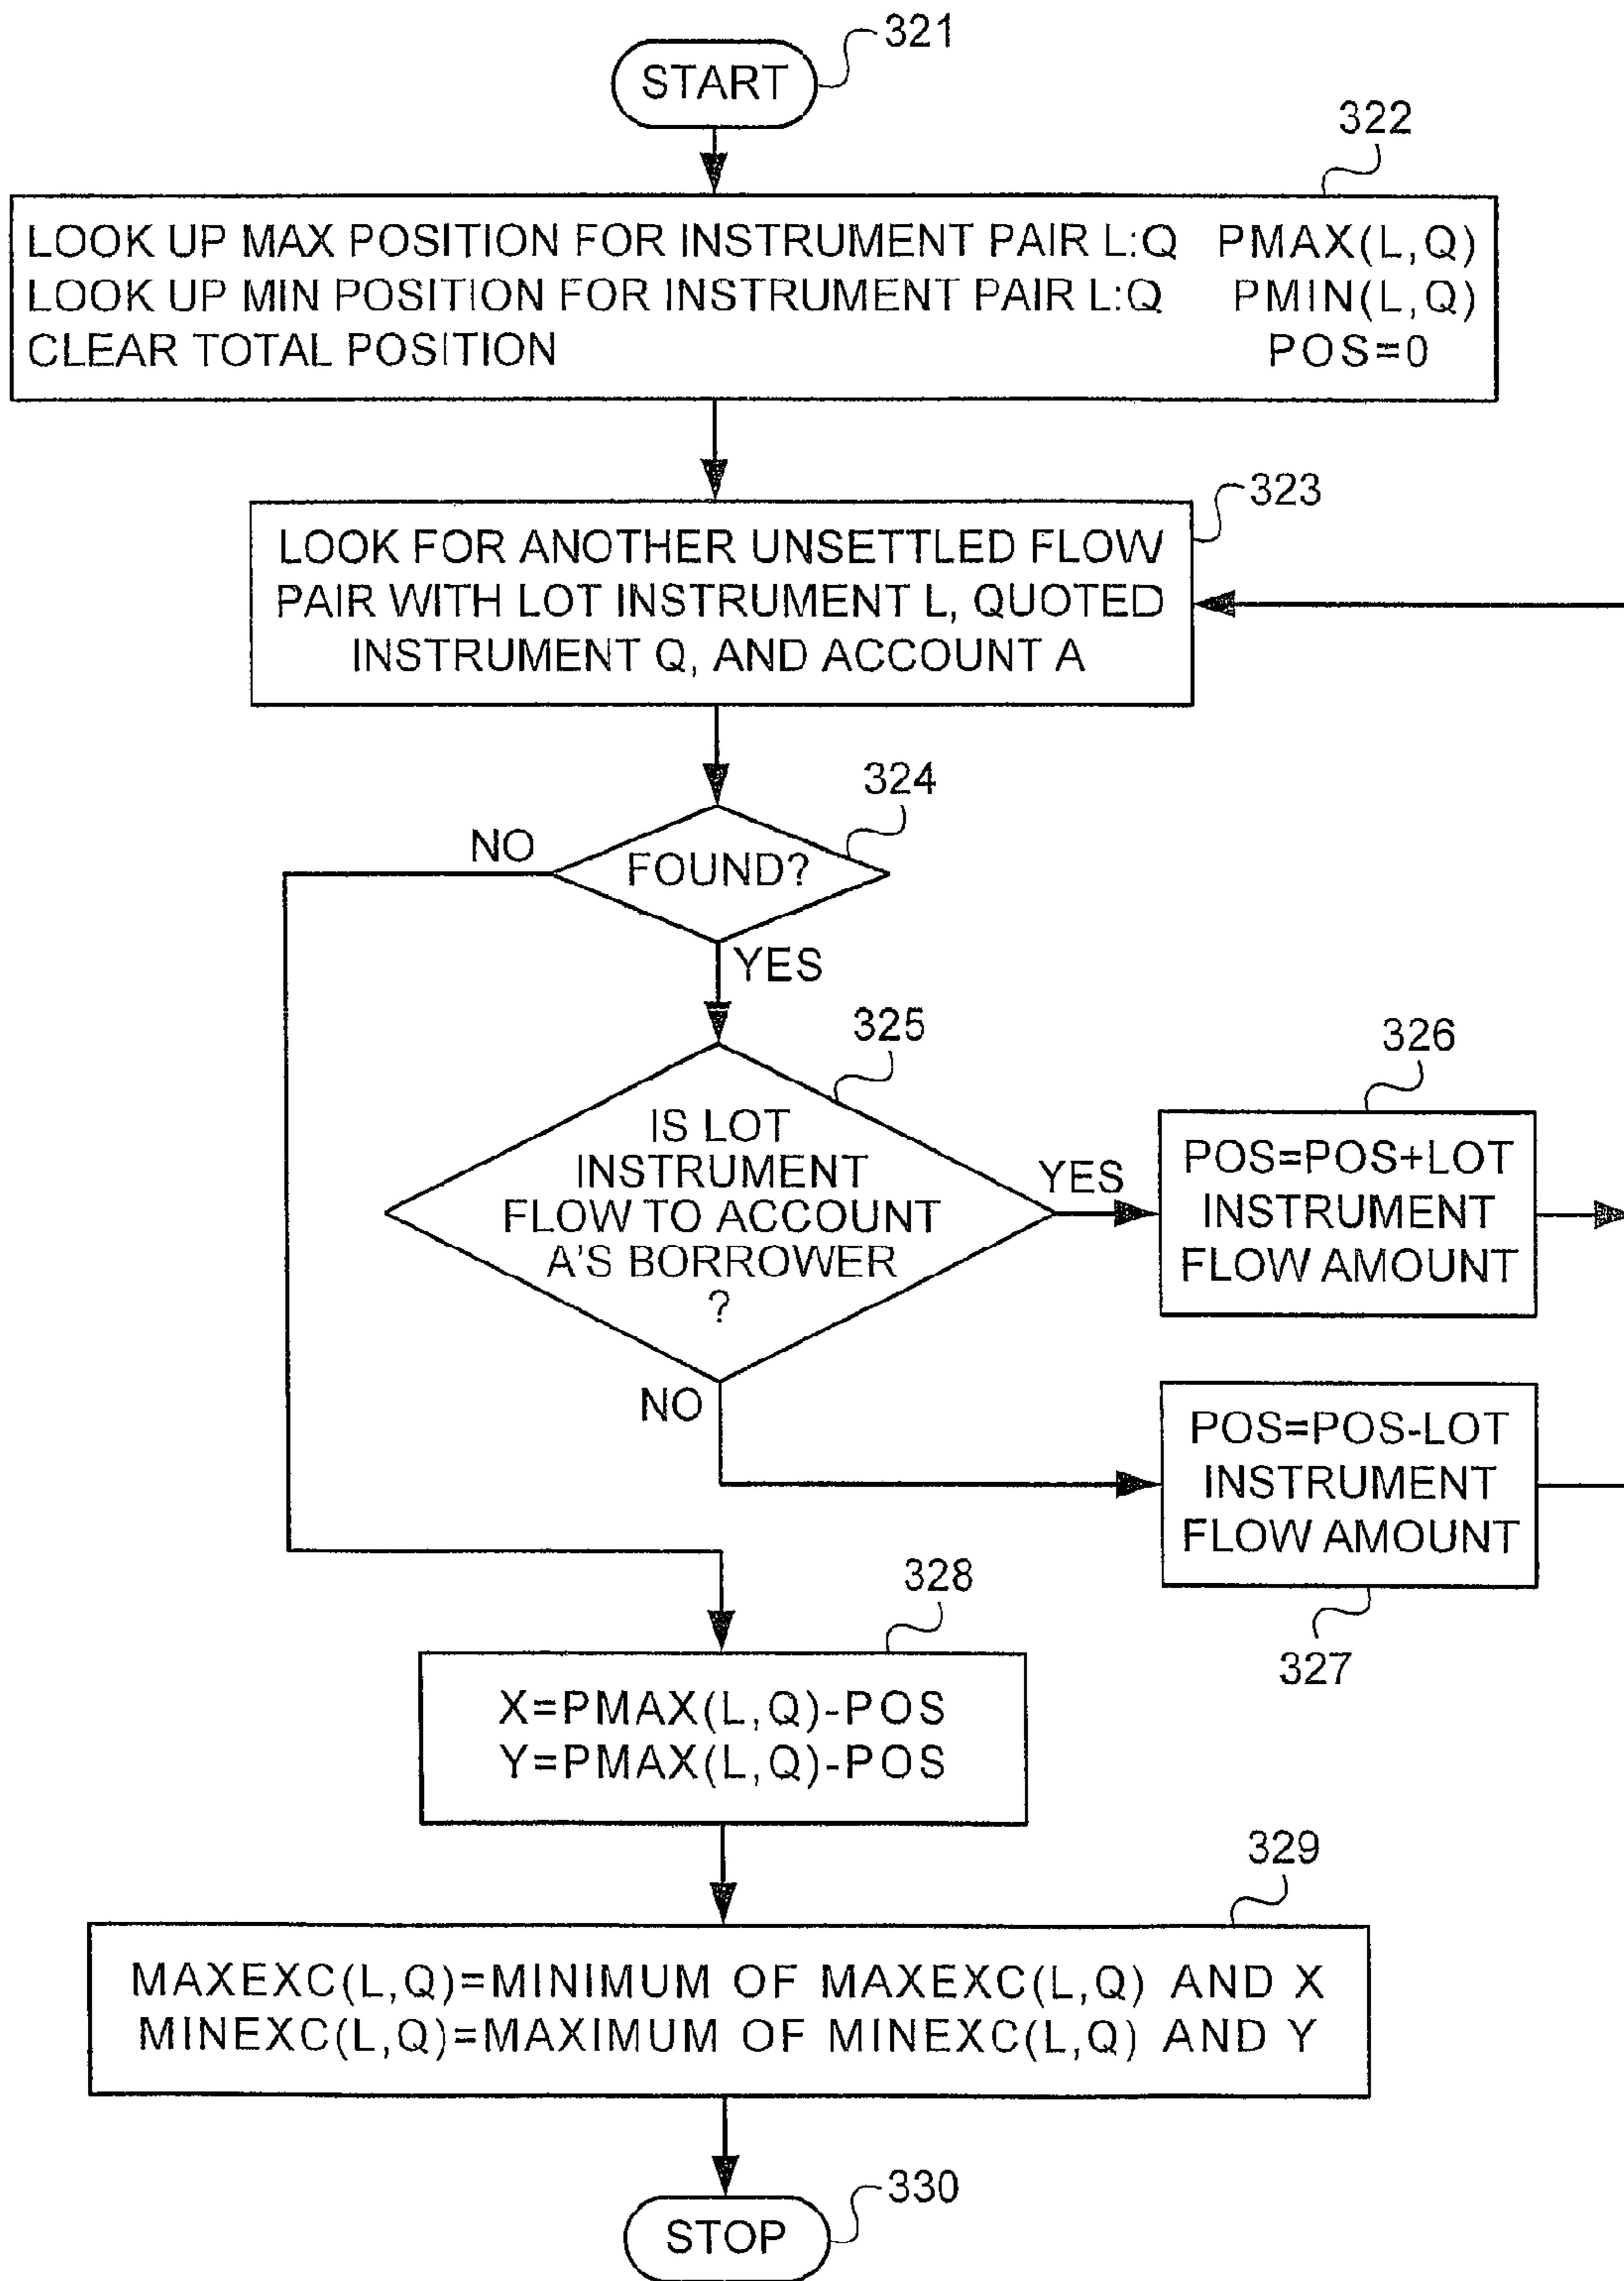 321
START
322
LOOK UP MAX POSITION FOR INSTRUMENT PAIR L:Q PMAX(L,Q)
LOOK UP MIN POSITION FOR INSTRUMENT PAIR L:Q PMIN(L,Q)
CLEAR TOTAL POSITION POS=0
323
LOOK FOR ANOTHER UNSETTLED FLOW
PAIR WITH LOT INSTRUMENT L, QUOTED
INSTRUMENT Q, AND ACCOUNT A
324
NO
FOUND?
YES
325
IS LOT
INSTRUMENT
FLOW TO ACCOUNT
A'S BORROWER
?
YES
326
POS=POS+LOT
INSTRUMENT
FLOW AMOUNT
NO
POS=POS-LOT
INSTRUMENT
FLOW AMOUNT
327
328
X=PMAX(L,Q)-POS
Y=PMAX(L,Q)-POS
329
MAXEXC(L,Q)=MINIMUM OF MAXEXC(L,Q) AND X
MINEXC(L,Q)=MAXIMUM OF MINEXC(L,Q) AND Y
330
STOP